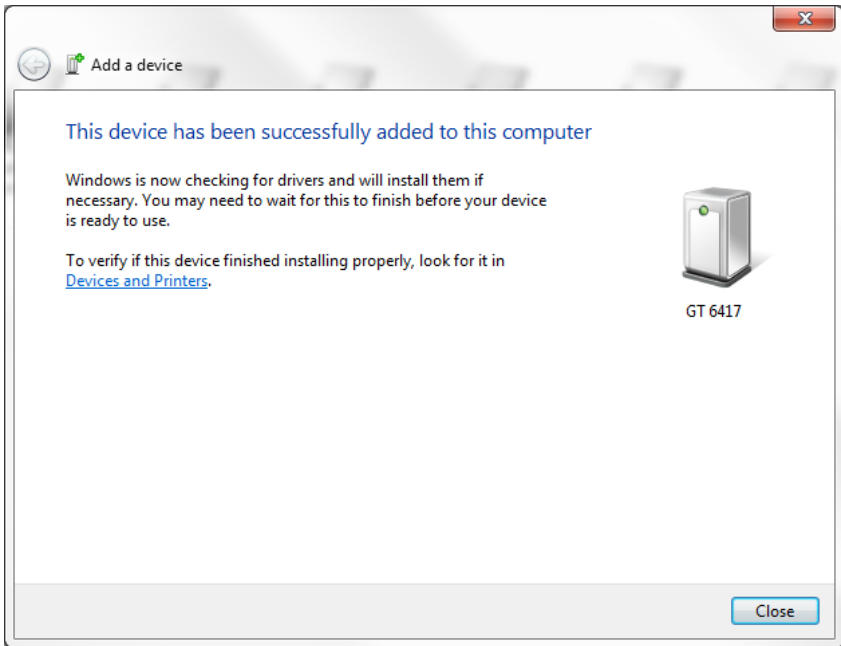 Add a device
This device has been successfully added to this computer
Windows is now checking for drivers and will install them if
necessary. You may need to wait for this to finish before your device
is ready to use.
To verify if this device finished installing properly, look for it in
Devices and Printers.
GT 6417
Close